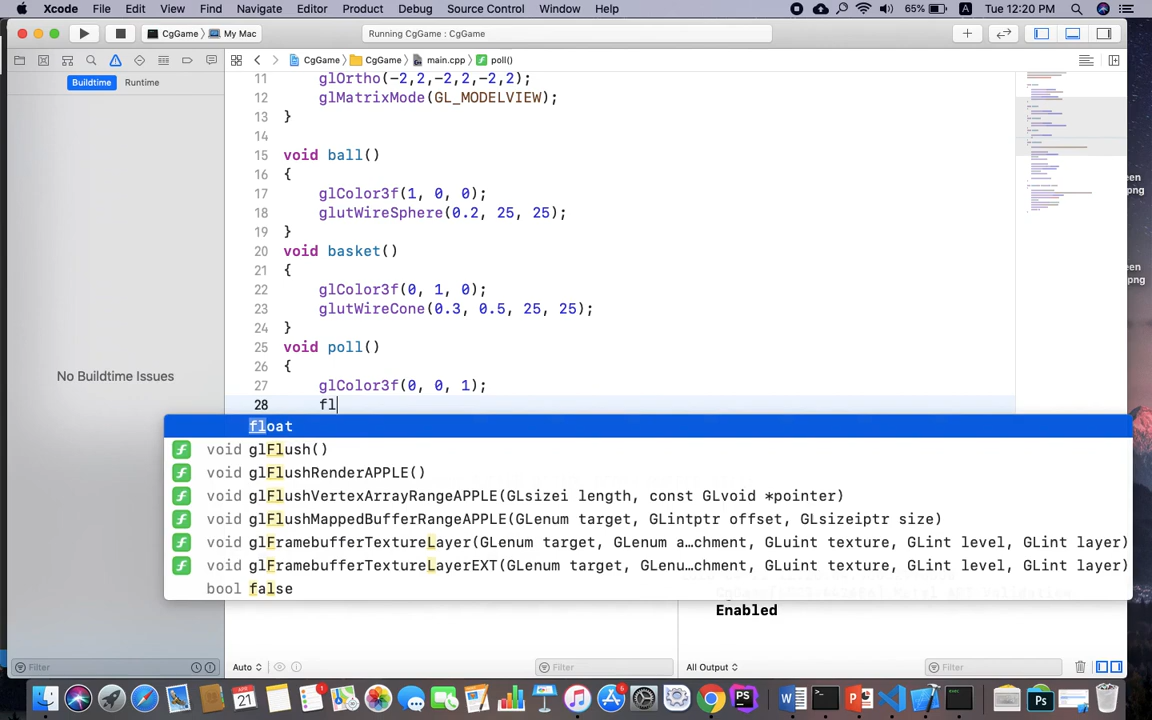 Xcode File Edit View Find Navigate Editor Product Debug Source Control Window Help 65% A Tue 12:20 PM
CgGame My Mac Running CgGame : CgGame
CgGame CgGame main.cpp poll()
Buildtime Runtime
No Buildtime Issues
11 glOrtho(-2,2,-2,2,-2,2);
12 glMatrixMode(GL_MODELVIEW);
13 }
14
15 void ball()
16 {
17 glColor3f(1, 0, 0);
18 glutWireSphere(0.2, 25, 25);
19 }
20 void basket()
21 {
22 glColor3f(0, 1, 0);
23 glutWireCone(0.3, 0.5, 25, 25);
24 }
25 void poll()
26 {
27 glColor3f(0, 0, 1);
28 fl
float
void glFlush()
void glFlushRenderAPPLE()
void glFlushVertexArrayRangeAPPLE(GLsizei length, const GLvoid *pointer)
void glFlushMappedBufferRangeAPPLE(GLenum target, GLintptr offset, GLsizeiptr size)
void glFramebufferTextureLayer(GLenum target, GLenum a…chment, GLuint texture, GLint level, GLint layer)
void glFramebufferTextureLayerEXT(GLenum target, GLenu…chment, GLuint texture, GLint level, GLint layer)
bool false
Enabled
Filter Auto Filter All Output Filter
een
png
een
png